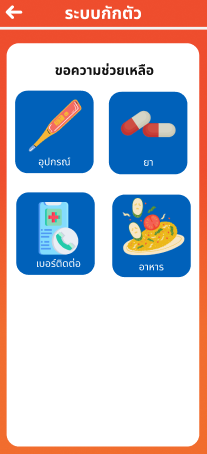 ระบบกักตัว
ขอความช่วยเหลือ
อุปกรณ์
ยา
เบอร์ติดต่อ
อาหาร